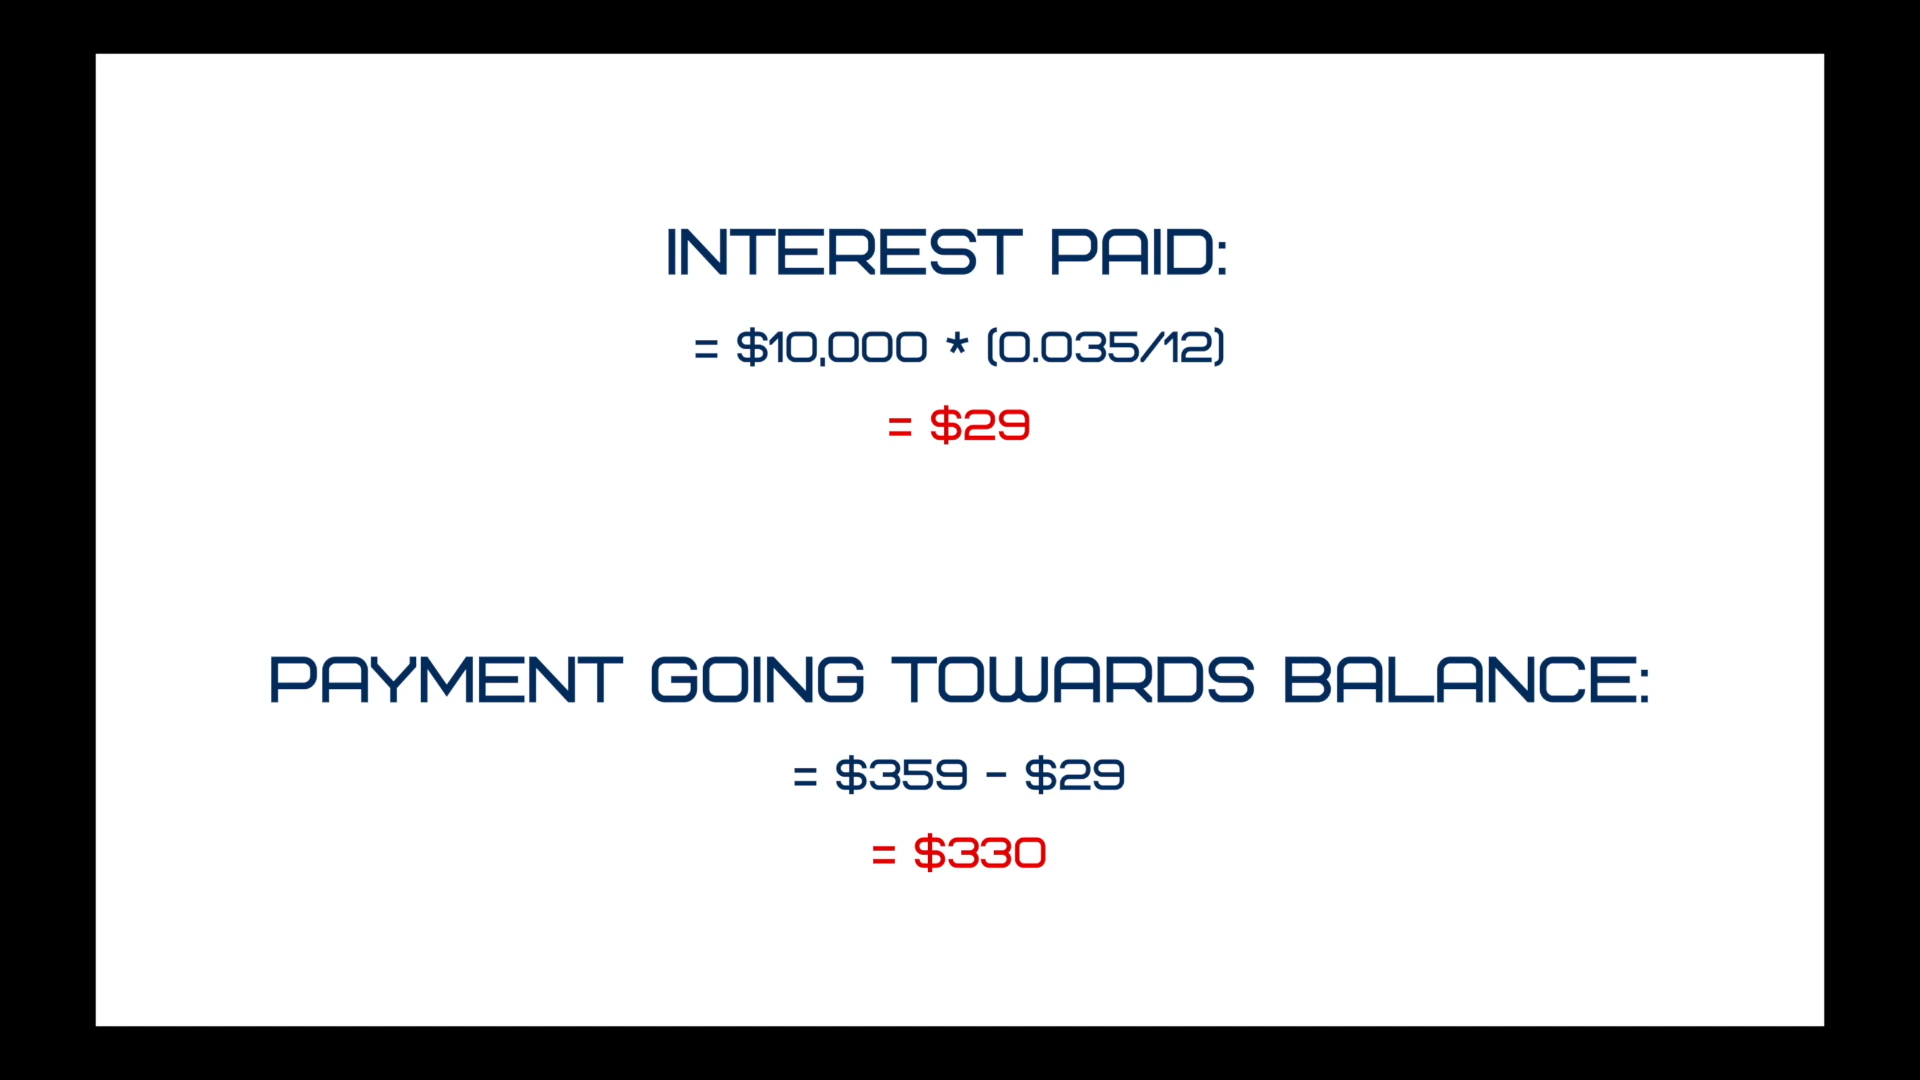 INTEREST PAID:
= $10,000 * (0.035/12)
= $29
PAYMENT GOING TOWARDS BALANCE:
= $359 - $29
= $330